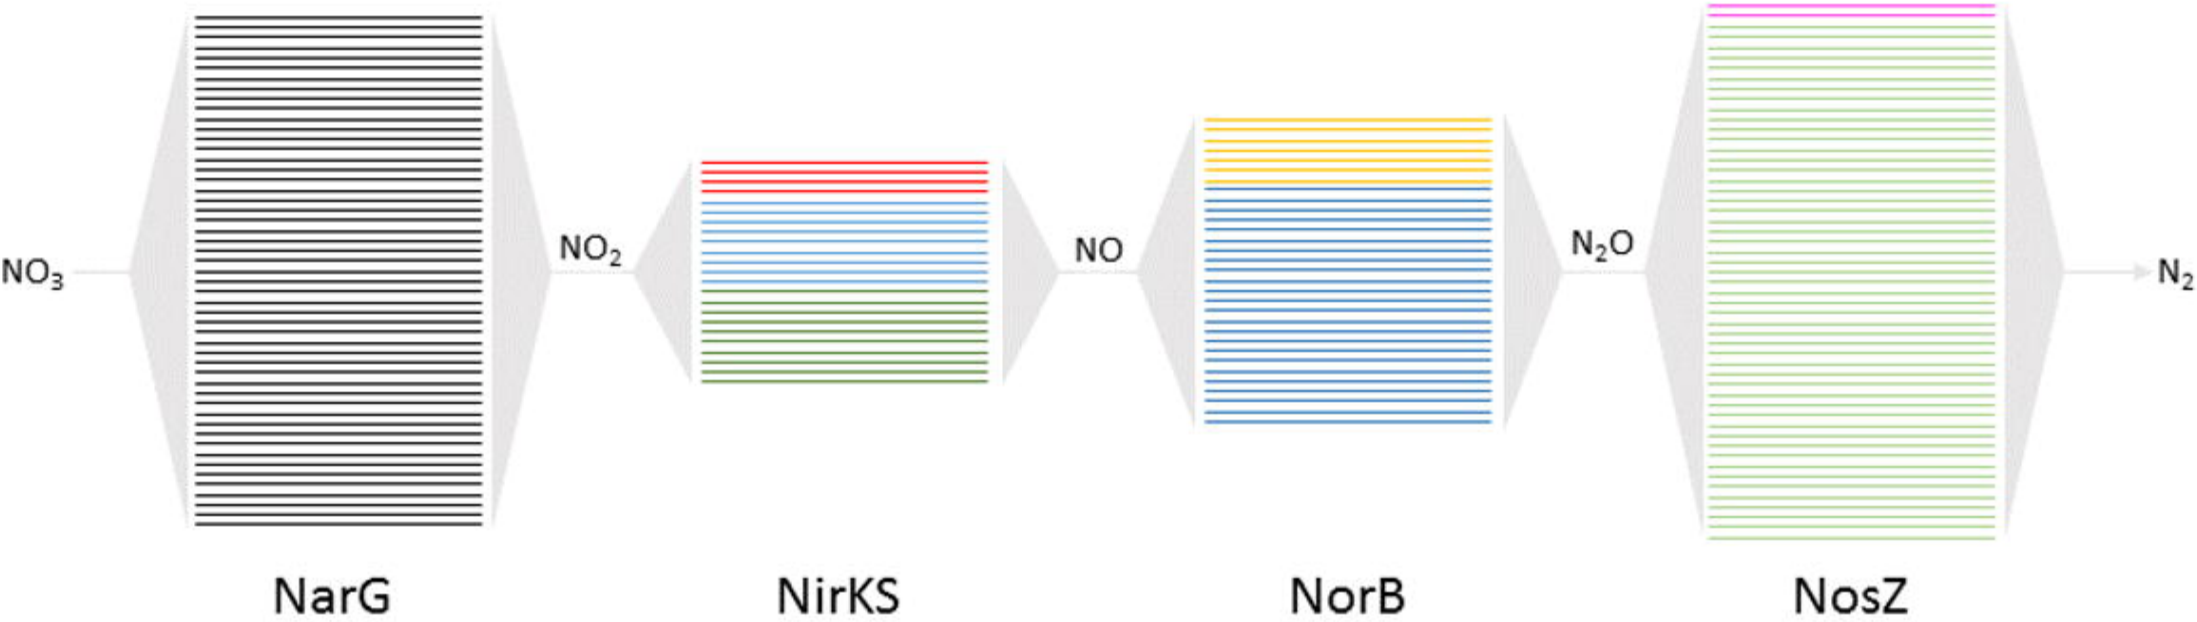 NO₃
NO₂
NO
N₂O
N₂
NarG
NirKS
NorB
NosZ